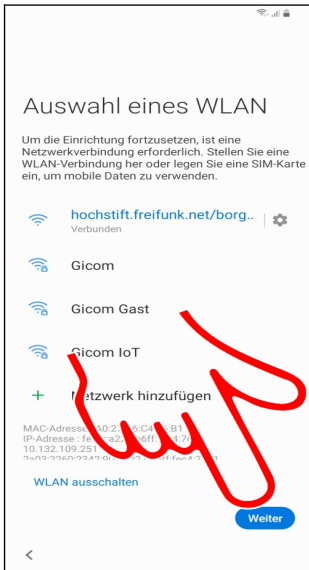 Auswahl eines WLAN
Um die Einrichtung fortzusetzen, ist eine
Netzwerkverbindung erforderlich. Stellen Sie eine
WLAN-Verbindung her oder legen Sie eine SIM-Karte
ein, um mobile Daten zu verwenden.
hochstift.freifunk.net/borg..
Verbunden
Gicom
Gicom Gast
Gicom IoT
+ Netzwerk hinzufügen
MAC-Adresse
IP-Adresse :
10.132.
109.251
WLAN ausschalten
Weiter
<